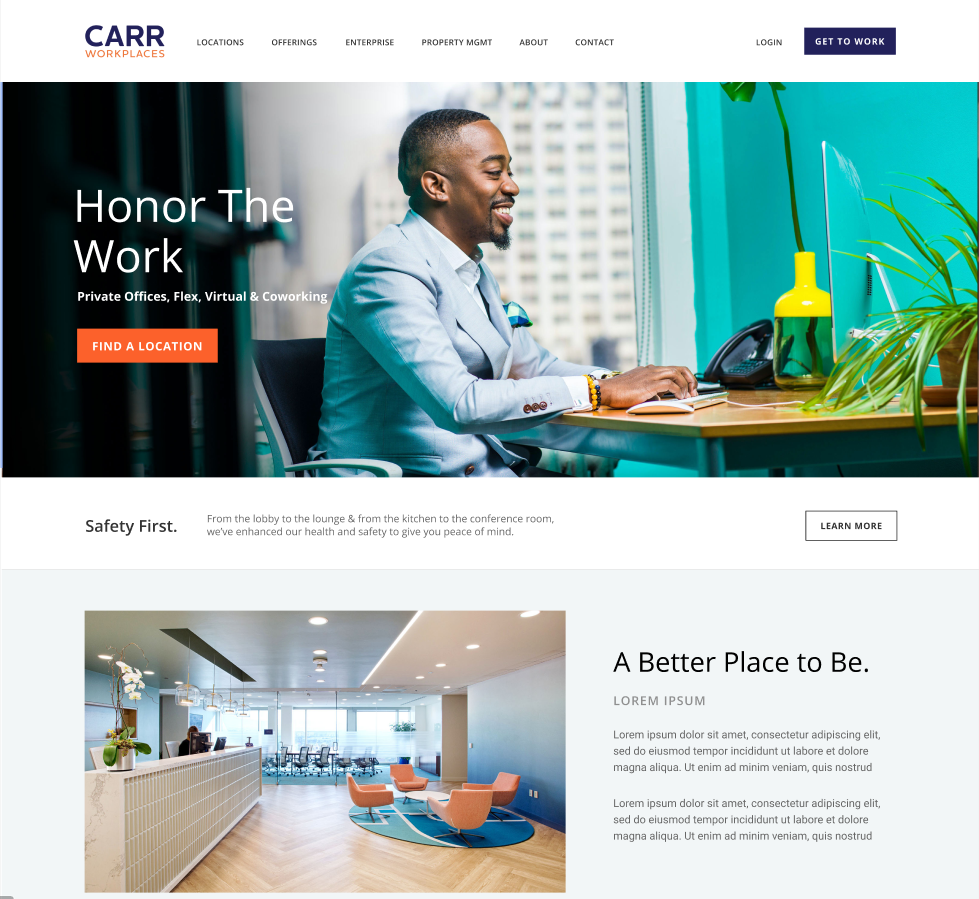 CARR
WORKPLACES
LOCATIONS OFFERINGS ENTERPRISE PROPERTY MGMT ABOUT CONTACT LOGIN GET TO WORK
Honor The
Work
Private Offices, Flex, Virtual & Coworking
FIND A LOCATION
Safety First.
From the lobby to the lounge & from the kitchen to the conference room,
we've enhanced our health and safety to give you peace of mind.
LEARN MORE
A Better Place to Be.
LOREM IPSUM
Lorem ipsum dolor sit amet, consectetur adipiscing elit,
sed do eiusmod tempor incididunt ut labore et dolore
magna aliqua. Ut enim ad minim veniam, quis nostrud
Lorem ipsum dolor sit amet, consectetur adipiscing elit,
sed do eiusmod tempor incididunt ut labore et dolore
magna aliqua. Ut enim ad minim veniam, quis nostrud